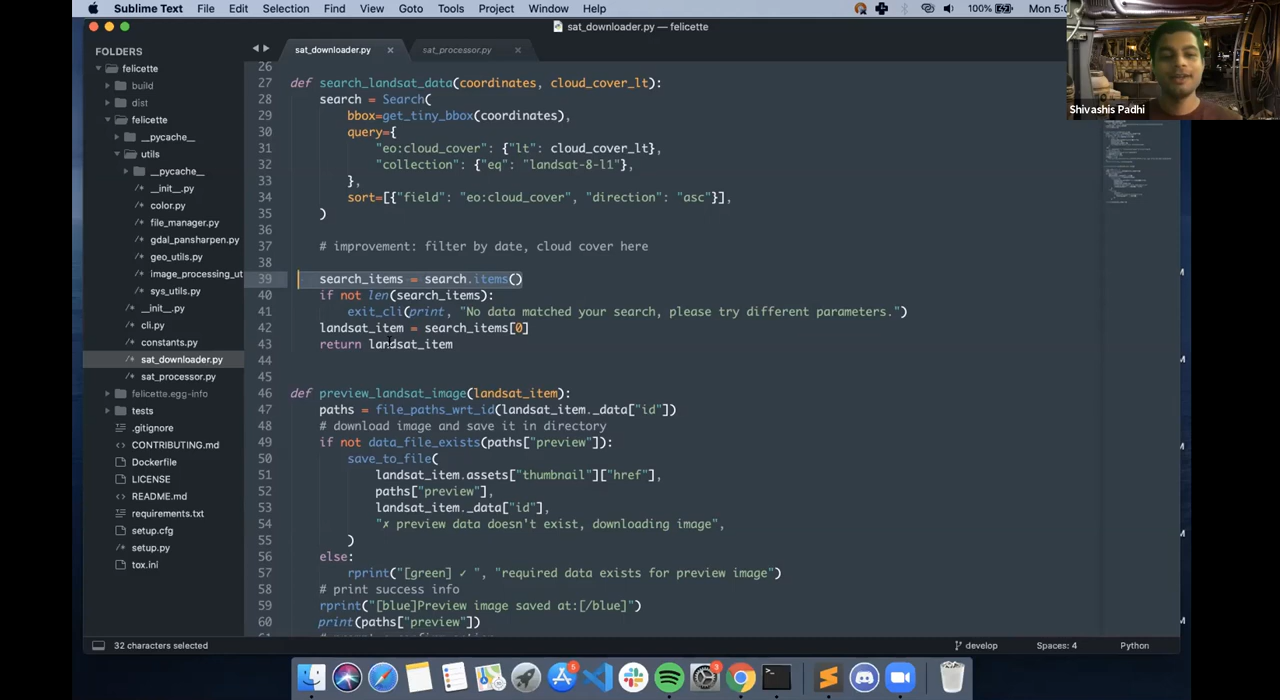 Sublime Text File Edit Selection Find View Goto Tools Project Window Help 100% Mon 5:0
sat_downloader.py — felicette
FOLDERS
felicette
build
dist
felicette
__pycache__
utils
__pycache__
__init__.py
color.py
file_manager.py
gdal_pansharpen.py
geo_utils.py
image_processing_ut
sys_utils.py
__init__.py
cli.py
constants.py
sat_downloader.py
sat_processor.py
felicette.egg-info
tests
.gitignore
CONTRIBUTING.md
Dockerfile
LICENSE
README.md
requirements.txt
setup.cfg
setup.py
tox.ini
sat_downloader.py × sat_processor.py ×
26
27 def search_landsat_data(coordinates, cloud_cover_lt):
28 search = Search(
29 bbox=get_tiny_bbox(coordinates),
30 query={
31 "eo:cloud_cover": {"lt": cloud_cover_lt},
32 "collection": {"eq": "landsat-8-l1"},
33 },
34 sort=[{"field": "eo:cloud_cover", "direction": "asc"}],
35 )
36
37 # improvement: filter by date, cloud cover here
38
39 search_items = search.items()
40 if not len(search_items):
41 exit_cli(print, "No data matched your search, please try different parameters.")
42 landsat_item = search_items[0]
43 return landsat_item
44
45
46 def preview_landsat_image(landsat_item):
47 paths = file_paths_wrt_id(landsat_item._data["id"])
48 # download image and save it in directory
49 if not data_file_exists(paths["preview"]):
50 save_to_file(
51 landsat_item.assets["thumbnail"]["href"],
52 paths["preview"],
53 landsat_item._data["id"],
54 "✗ preview data doesn't exist, downloading image",
55 )
56 else:
57 rprint("[green] ✓ ", "required data exists for preview image")
58 # print success info
59 rprint("[blue]Preview image saved at:[/blue]")
60 print(paths["preview"])
Shivashis Padhi
32 characters selected develop Spaces: 4 Python
5
3